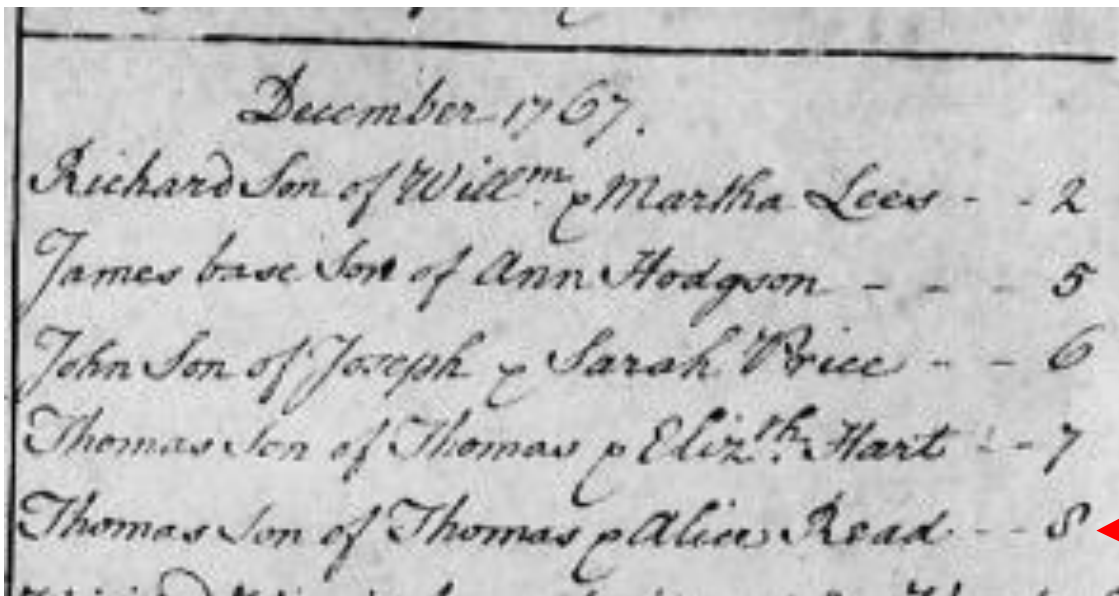 December 1767.
Richard Son of Willm. & Martha Lees - - 2
James base Son of Ann Hodgson - - - - 5
John Son of Joseph & Sarah Price - - 6
Thomas Son of Thomas & Elizth. Hart - - 7
Thomas Son of Thomas & Alice Read - - 8